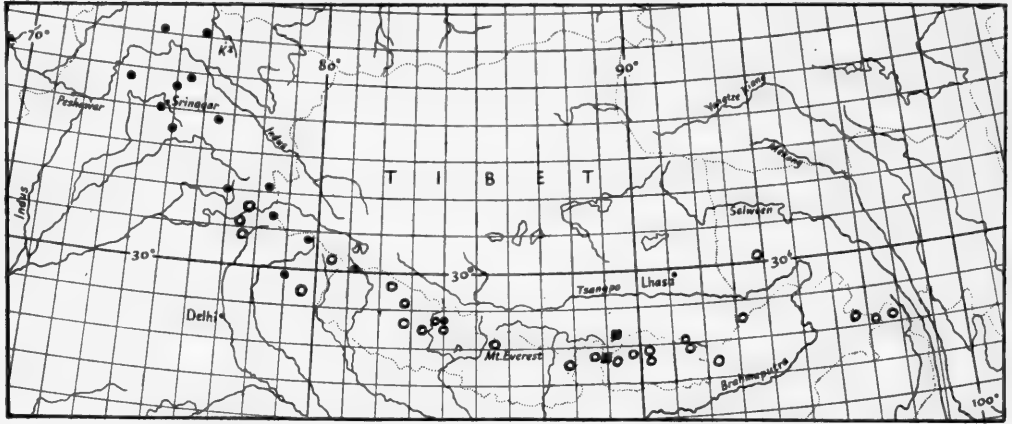 70°
K2
80°
90°
Peshawar
Srinagar
Yangtze Kiang
Indus
Mekong
TIBET
Indus
Salween
30°
30°
30°
Tsangpo
Lhasa
Delhi
Mt. Everest
Brahmaputra
100°